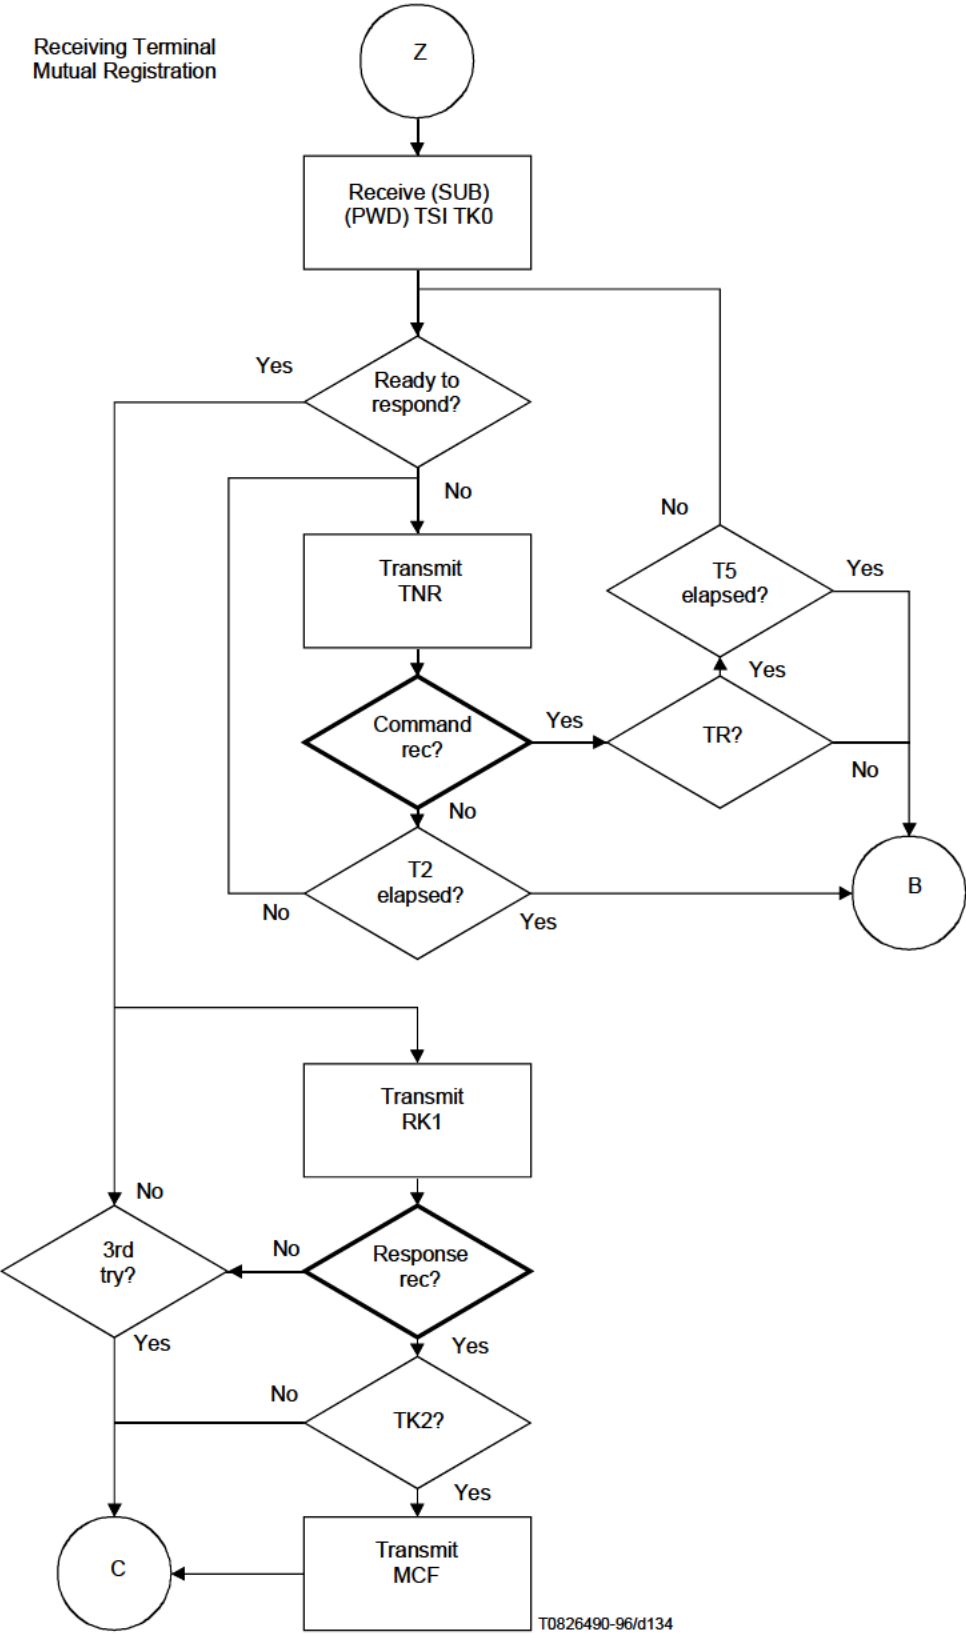 Receiving Terminal
Mutual Registration
Z
Receive (SUB)
(PWD) TSI TK0
Yes
Ready to
respond?
No
No
Transmit
TNR
T5
elapsed?
Yes
Yes
Command
rec?
Yes
TR?
No
No
T2
elapsed?
No
Yes
B
Transmit
RK1
No
3rd
try?
No
Response
rec?
Yes
Yes
No
TK2?
Yes
C
Transmit
MCF
T0826490-96/d134